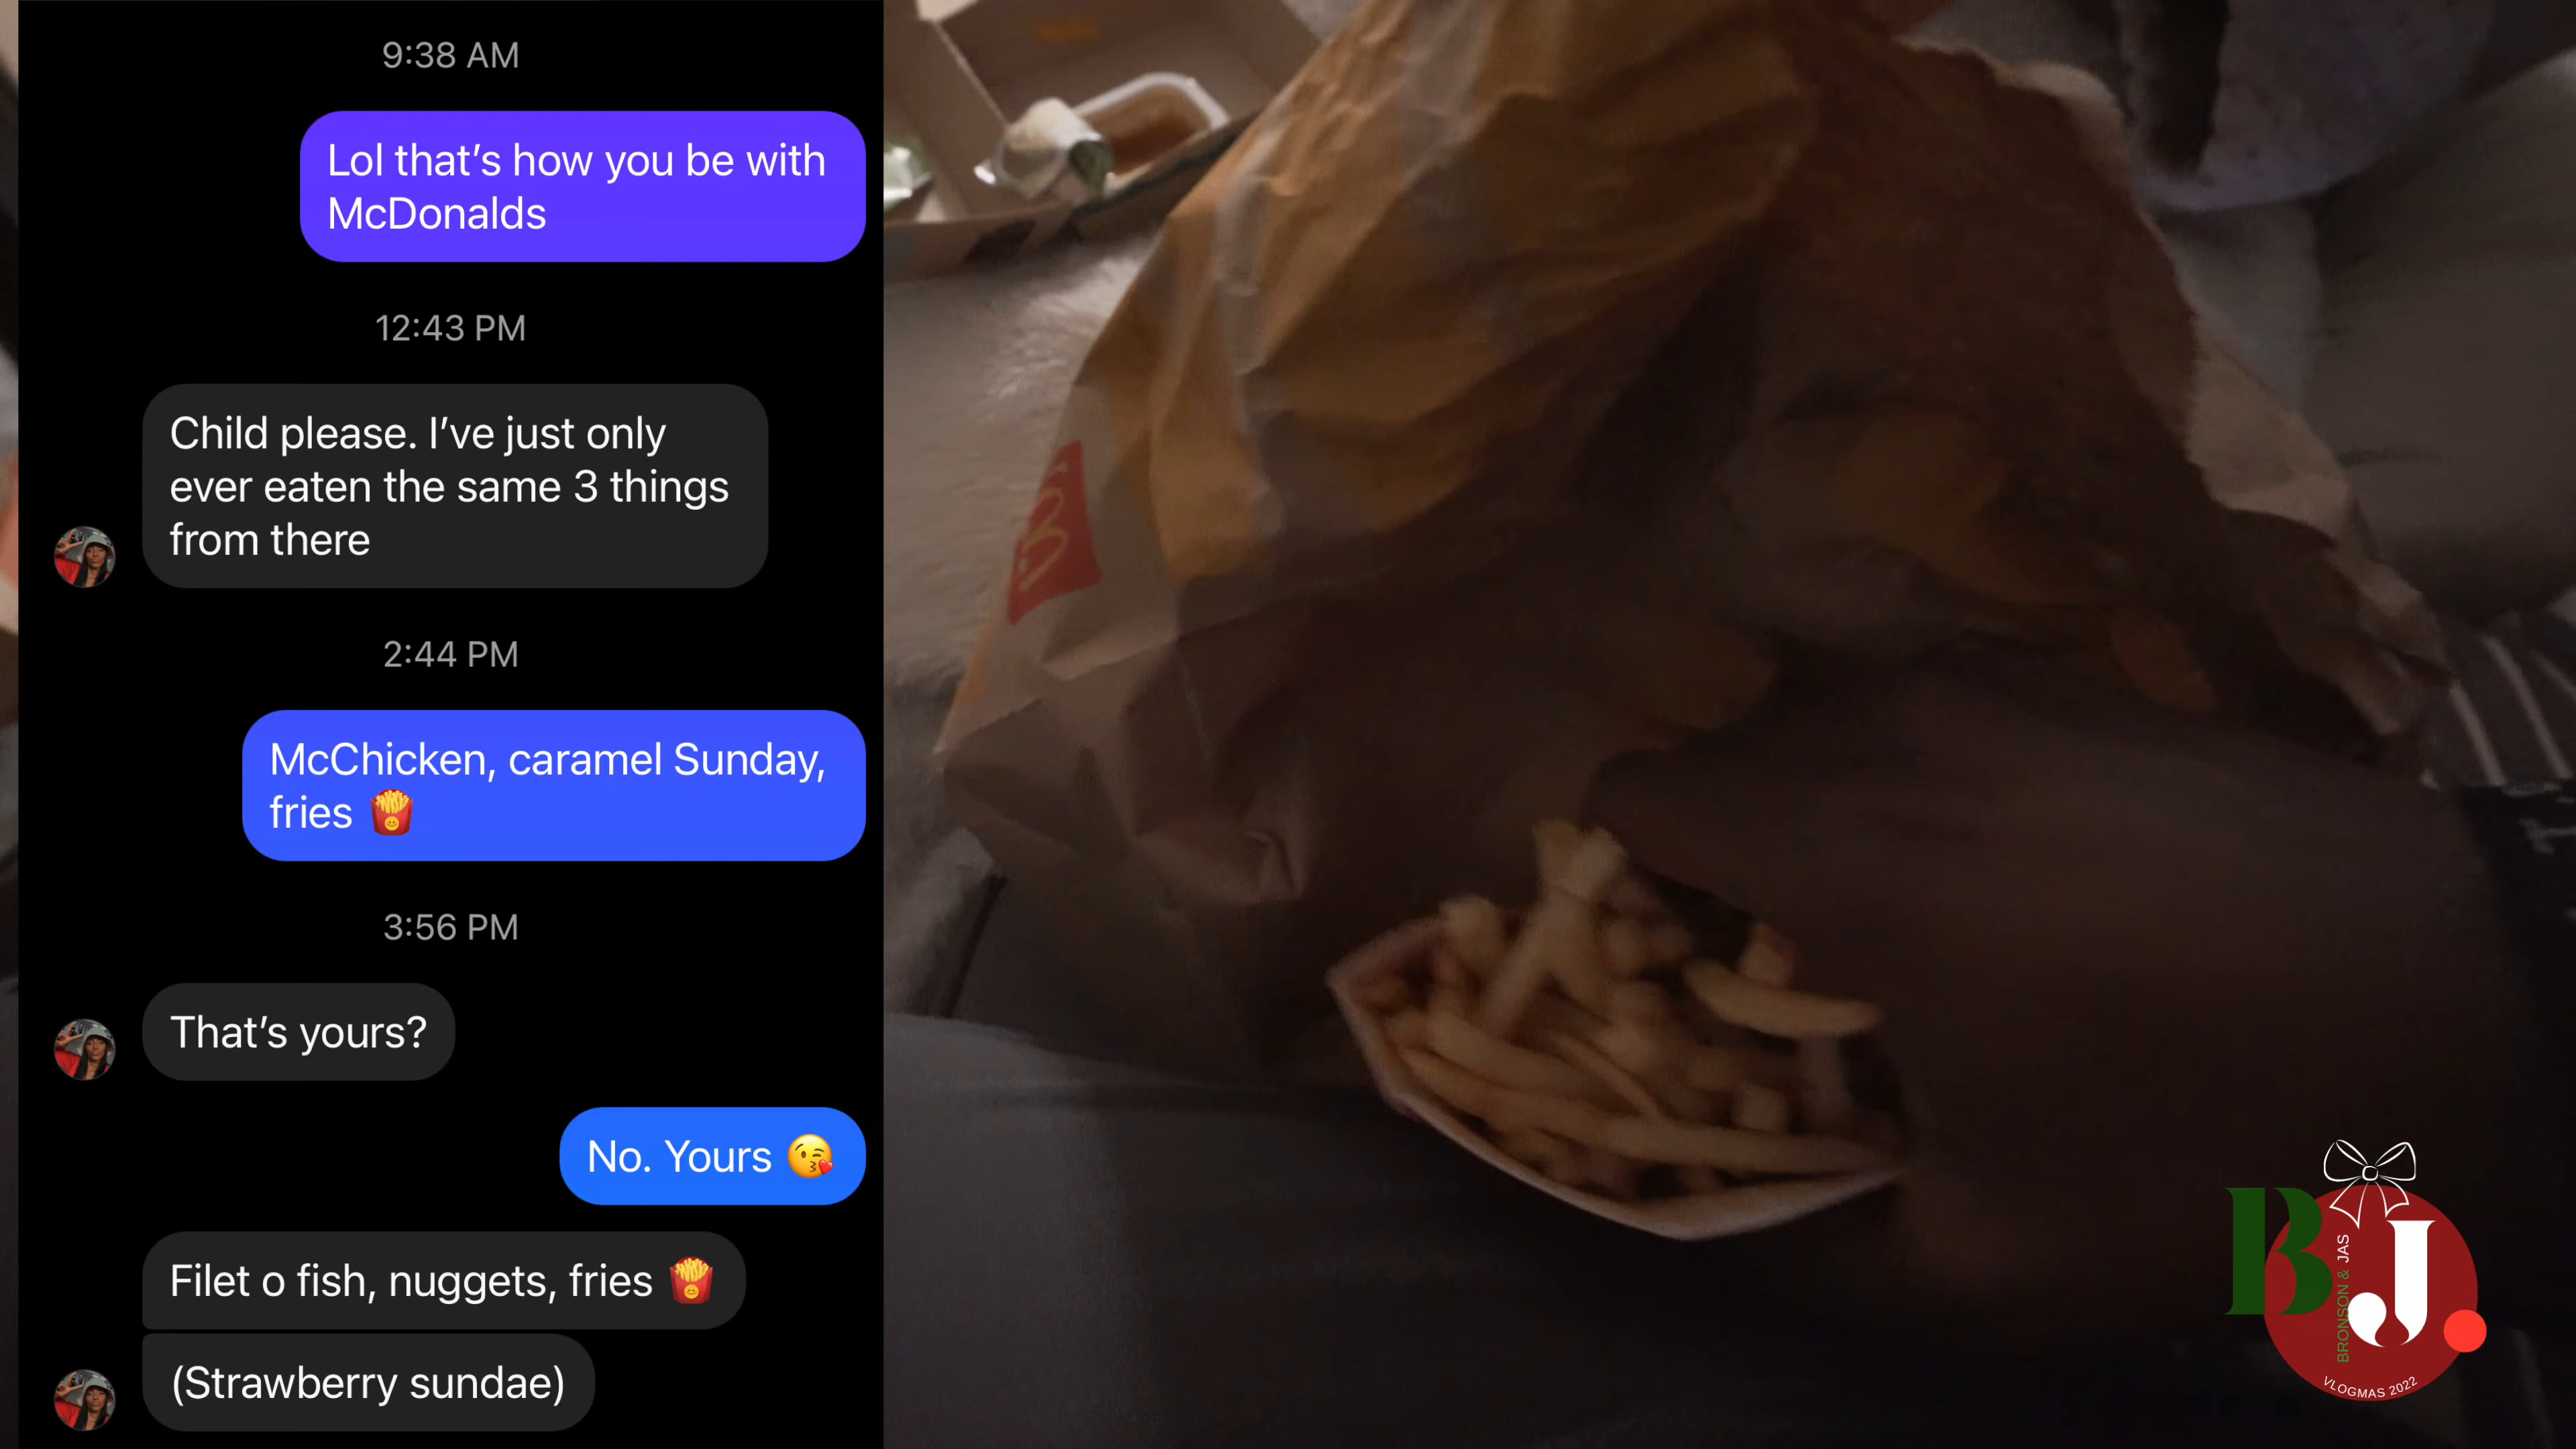 9:38 AM
Lol that’s how you be with
McDonalds
12:43 PM
Child please. I’ve just only
ever eaten the same 3 things
from there
2:44 PM
McChicken, caramel Sunday,
fries 🍟
3:56 PM
That’s yours?
No. Yours 😘
Filet o fish, nuggets, fries 🍟
(Strawberry sundae)
BJ.
BRONSON & JAS
VLOGMAS 2022